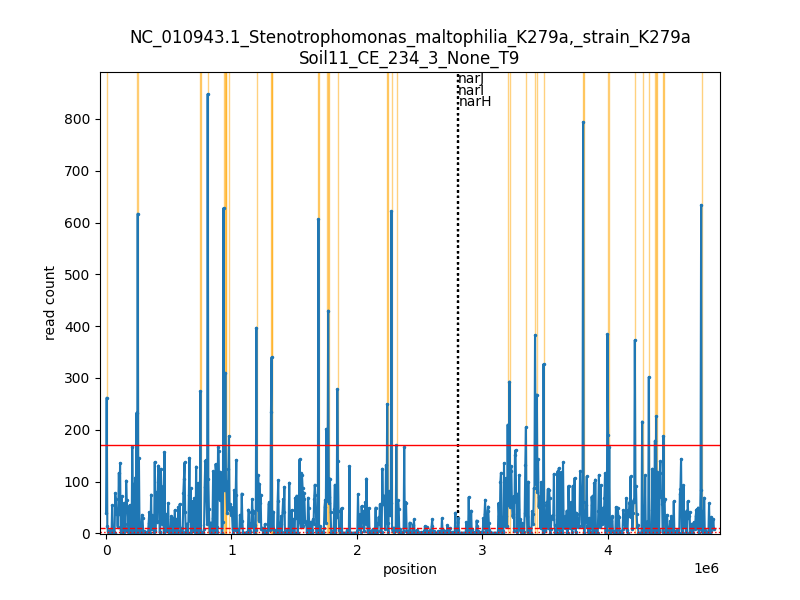 NC_010943.1_Stenotrophomonas_maltophilia_K279a,_strain_K279a
Soil11_CE_234_3_None_T9
narJ
narI
narH
800
700
600
500
400
300
200
100
0
read count
0 1 2 3 4
1e6
position